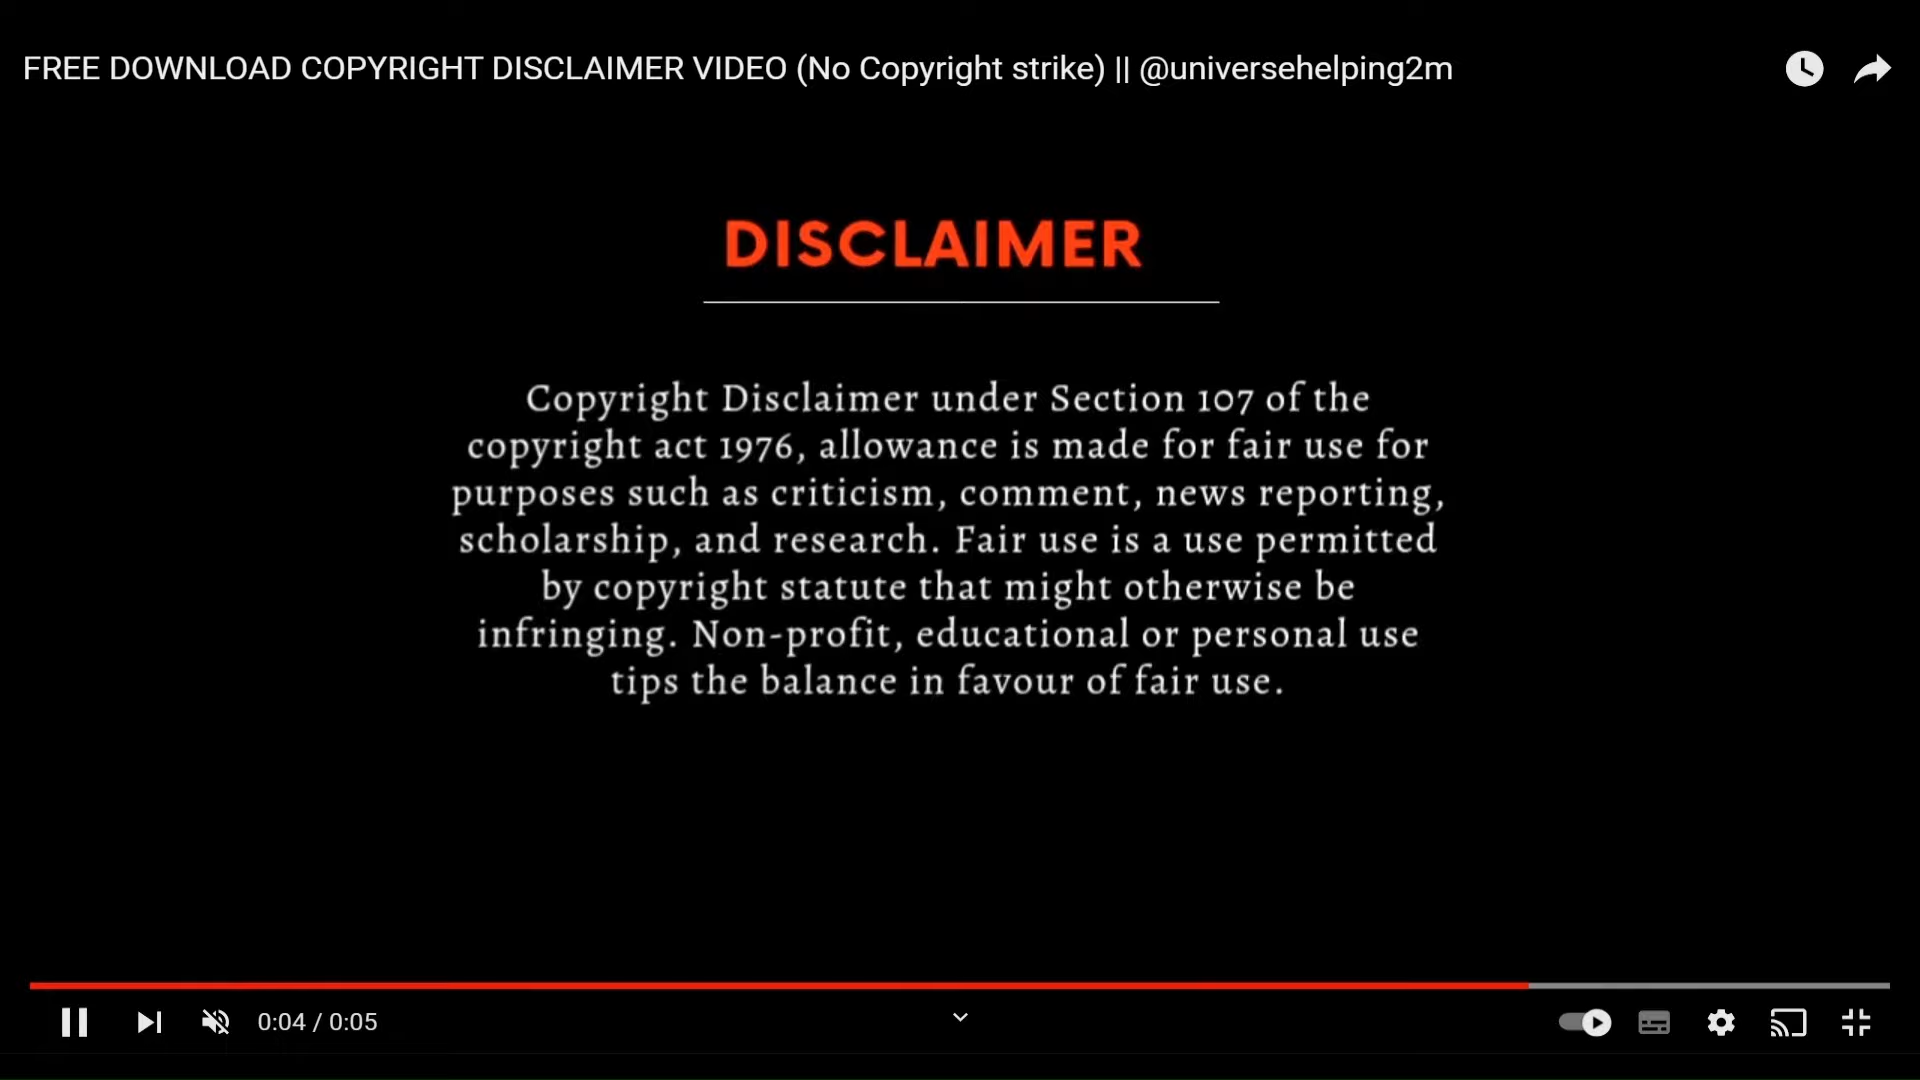 FREE DOWNLOAD COPYRIGHT DISCLAIMER VIDEO (No Copyright strike) || @universehelping2m
DISCLAIMER
Copyright Disclaimer under Section 107 of the
copyright act 1976, allowance is made for fair use for
purposes such as criticism, comment, news reporting,
scholarship, and research. Fair use is a use permitted
by copyright statute that might otherwise be
infringing. Non-profit, educational or personal use
tips the balance in favour of fair use.
0:04 / 0:05